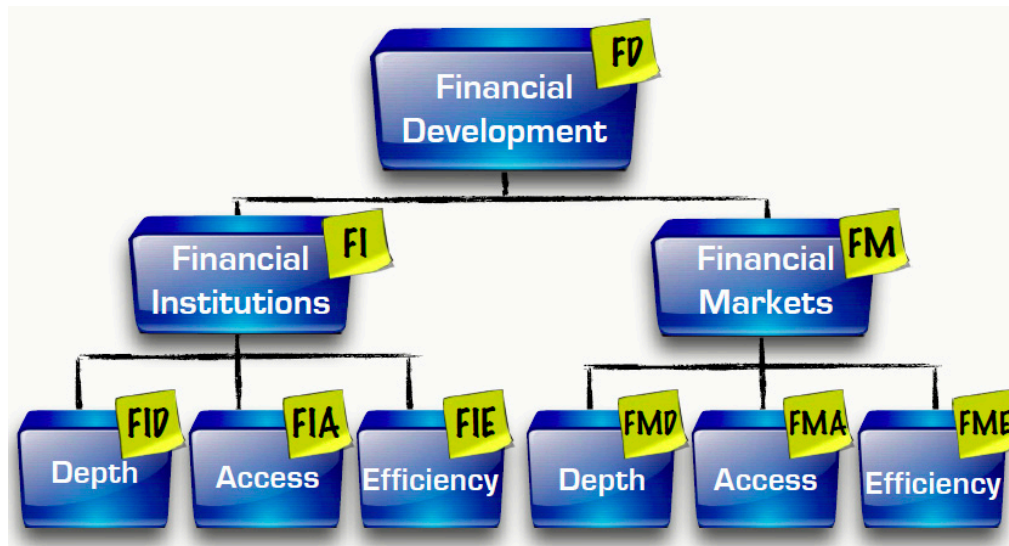 FD
Financial
Development
FI
Financial
Institutions
FM
Financial
Markets
FID
Depth
FIA
Access
FIE
Efficiency
FMD
Depth
FMA
Access
FME
Efficiency